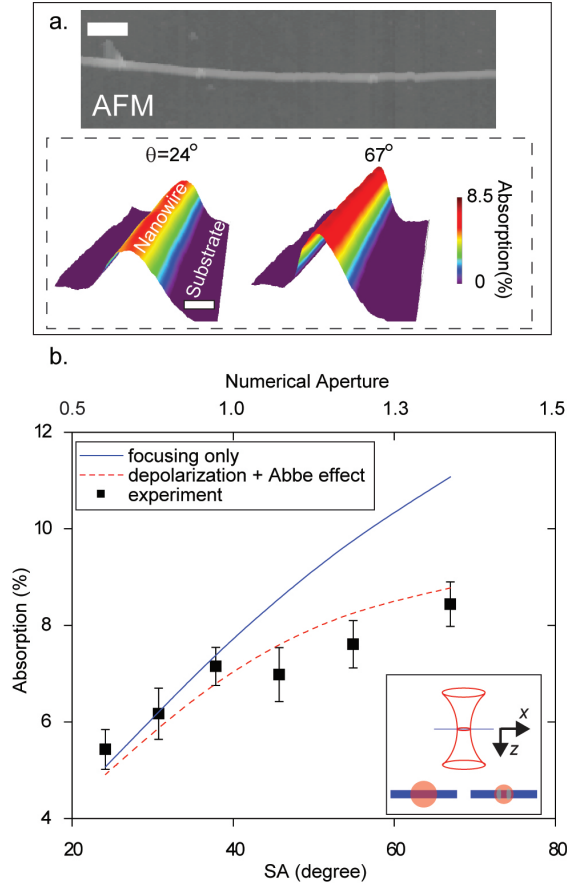 a.
AFM
θ=24°
67°
Nanowire
Substrate
8.5
0
Absorption(%)
b.
Numerical Aperture
0.5
1.0
1.3
1.5
12
10
8
6
4
Absorption (%)
focusing only
depolarization + Abbe effect
experiment
x
z
20
40
60
80
SA (degree)